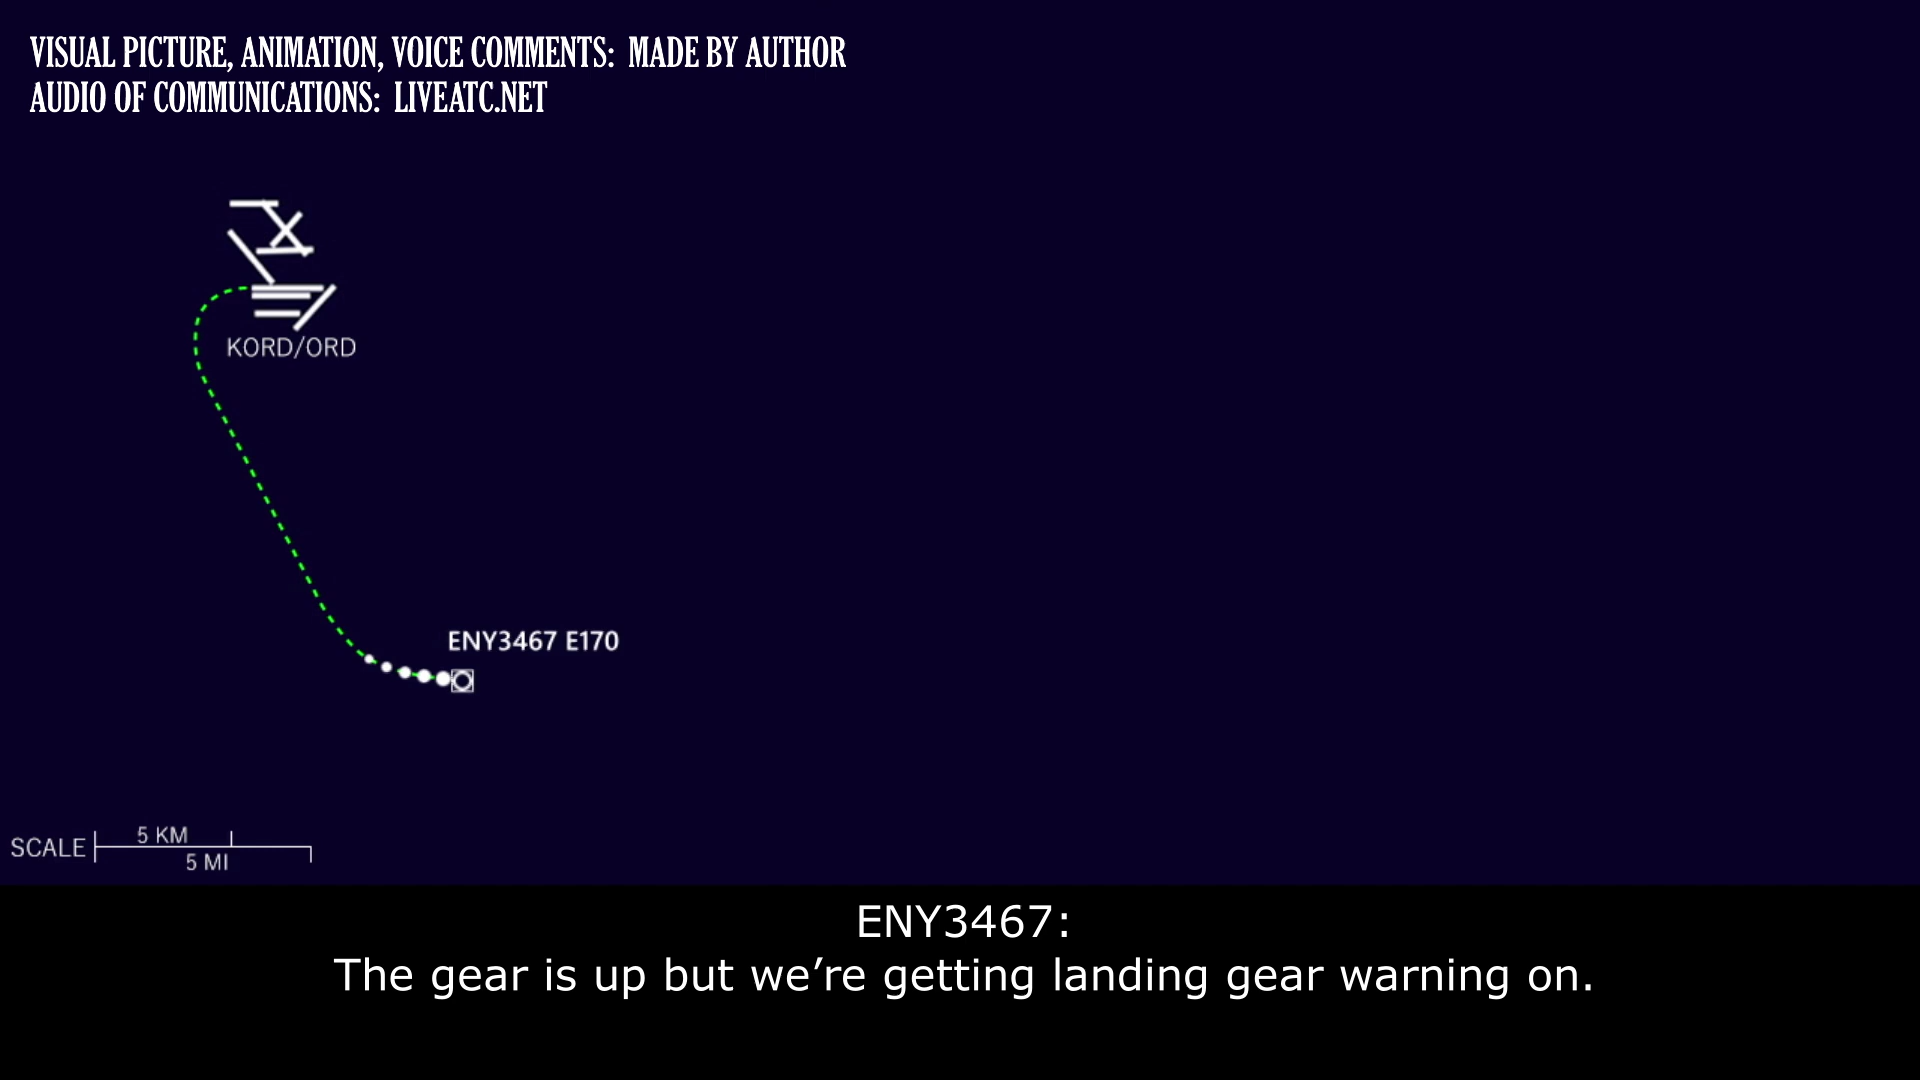 VISUAL PICTURE, ANIMATION, VOICE COMMENTS: MADE BY AUTHOR
AUDIO OF COMMUNICATIONS: LIVEATC.NET
KORD/ORD
ENY3467 E170
5 KM
SCALE
5 MI
ENY3467:
The gear is up but we’re getting landing gear warning on.